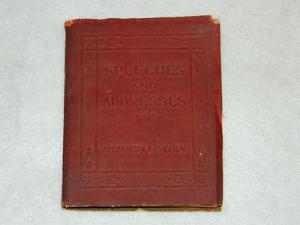 SPEECHES
AND
ADDRESSES
ABRAHAM LINCOLN